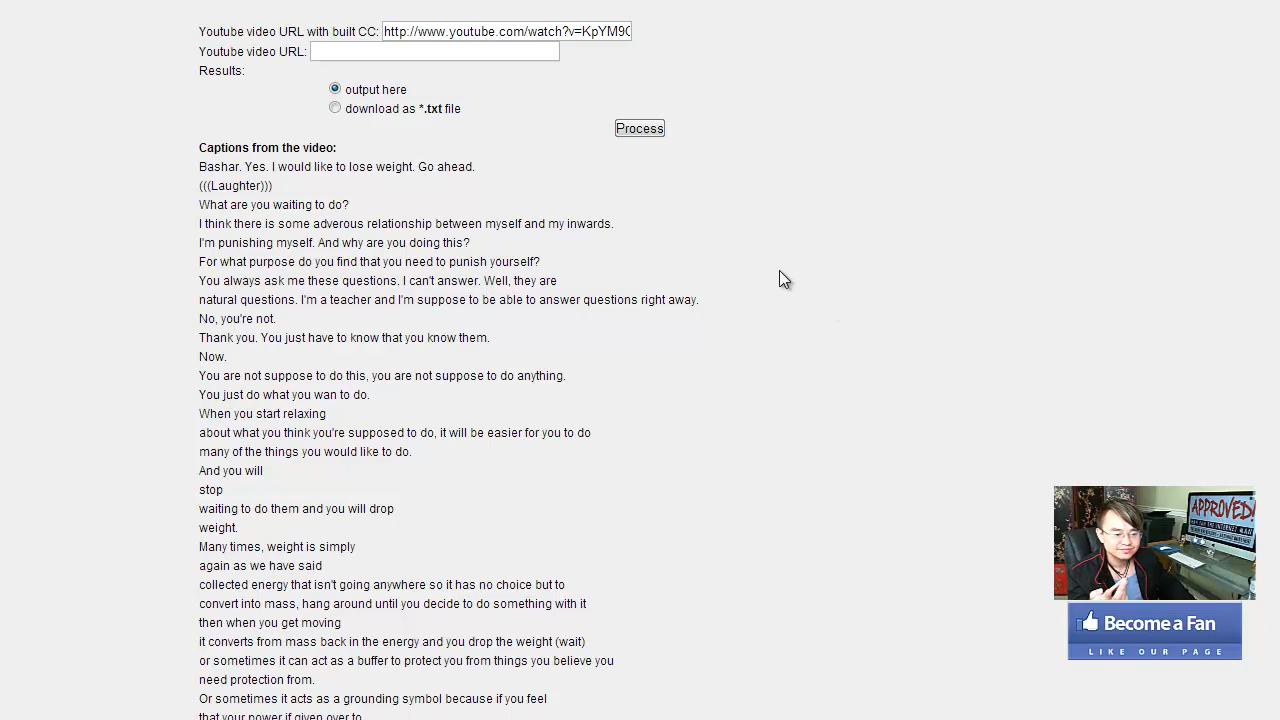 Youtube video URL with built CC: http://www.youtube.com/watch?v=KpYM9
Youtube video URL:
Results:
output here
download as *.txt file
Process
Captions from the video:
Bashar. Yes. I would like to lose weight. Go ahead.
(((Laughter)))
What are you waiting to do?
I think there is some adverous relationship between myself and my inwards.
I'm punishing myself. And why are you doing this?
For what purpose do you find that you need to punish yourself?
You always ask me these questions. I can't answer. Well, they are
natural questions. I'm a teacher and I'm suppose to be able to answer questions right away.
No, you're not.
Thank you. You just have to know that you know them.
Now.
You are not suppose to do this, you are not suppose to do anything.
You just do what you wan to do.
When you start relaxing
about what you think you're supposed to do, it will be easier for you to do
many of the things you would like to do.
And you will
stop
waiting to do them and you will drop
weight.
Many times, weight is simply
again as we have said
collected energy that isn't going anywhere so it has no choice but to
convert into mass, hang around until you decide to do something with it
then when you get moving
it converts from mass back in the energy and you drop the weight (wait)
or sometimes it can act as a buffer to protect you from things you believe you
need protection from.
Or sometimes it acts as a grounding symbol because if you feel
that your power if given over to
APPROVED!
Become a Fan
LIKE OUR PAGE